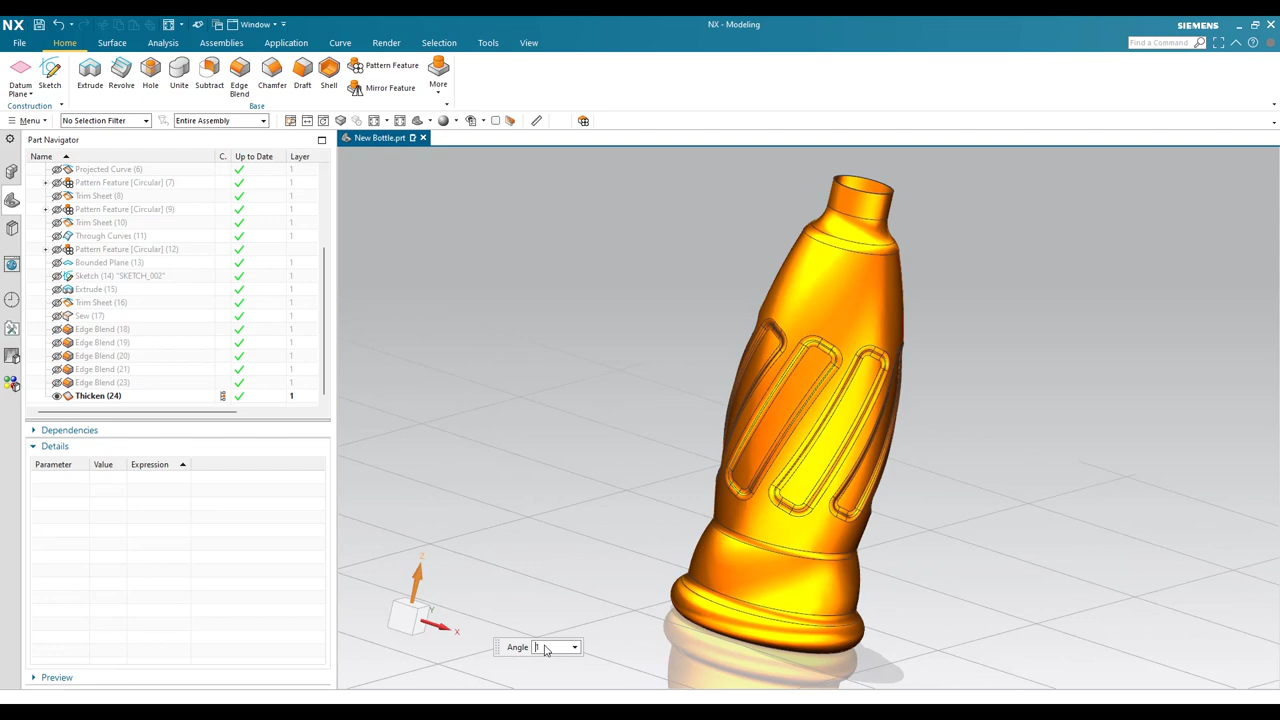 NX
Window
NX - Modeling
SIEMENS
File
Home
Surface
Analysis
Assemblies
Application
Curve
Render
Selection
Tools
View
Find a Command
Datum
Plane
Sketch
Extrude
Revolve
Hole
Unite
Subtract
Edge
Blend
Chamfer
Draft
Shell
Pattern Feature
Mirror Feature
More
Construction
Base
Menu
No Selection Filter
Entire Assembly
Part Navigator
New Bottle.prt
Name
C.
Up to Date
Layer
Projected Curve (6) 1
Pattern Feature [Circular] (7) 1
Trim Sheet (8) 1
Pattern Feature [Circular] (9) 1
Trim Sheet (10) 1
Through Curves (11) 1
Pattern Feature [Circular] (12) 1
Bounded Plane (13) 1
Sketch (14) "SKETCH_002" 1
Extrude (15) 1
Trim Sheet (16) 1
Sew (17) 1
Edge Blend (18) 1
Edge Blend (19) 1
Edge Blend (20) 1
Edge Blend (21) 1
Edge Blend (23) 1
Thicken (24) 1
Dependencies
Details
Parameter
Value
Expression
Z
Y
X
Angle
Preview